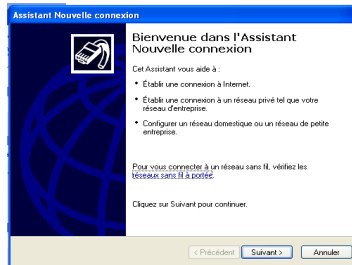 Assistant Nouvelle connexion
Bienvenue dans l'Assistant
Nouvelle connexion
Cet Assistant vous aide à :
• Établir une connexion à Internet.
• Établir une connexion à un réseau privé tel que votre
réseau d'entreprise.
• Configurer un réseau domestique ou un réseau de petite
entreprise.
Pour vous connecter à un réseau sans fil, vérifiez les
réseaux sans fil à portée.
Cliquez sur Suivant pour continuer.
< Précédent
Suivant >
Annuler